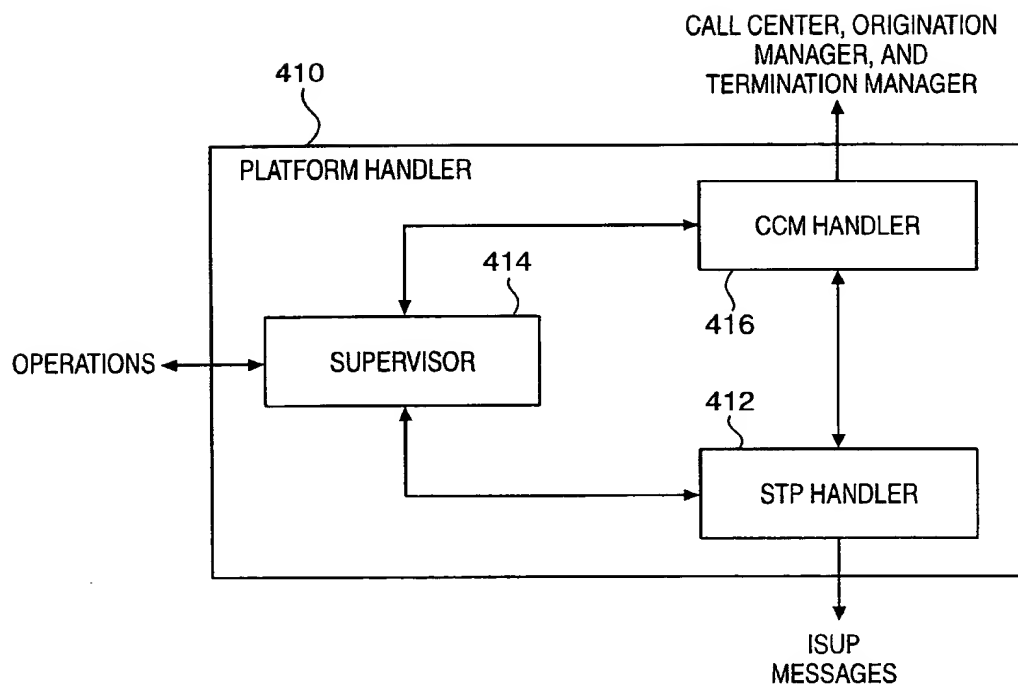 CALL CENTER, ORIGINATION
MANAGER, AND
TERMINATION MANAGER
410
PLATFORM HANDLER
CCM HANDLER
414
416
OPERATIONS
SUPERVISOR
412
STP HANDLER
ISUP
MESSAGES